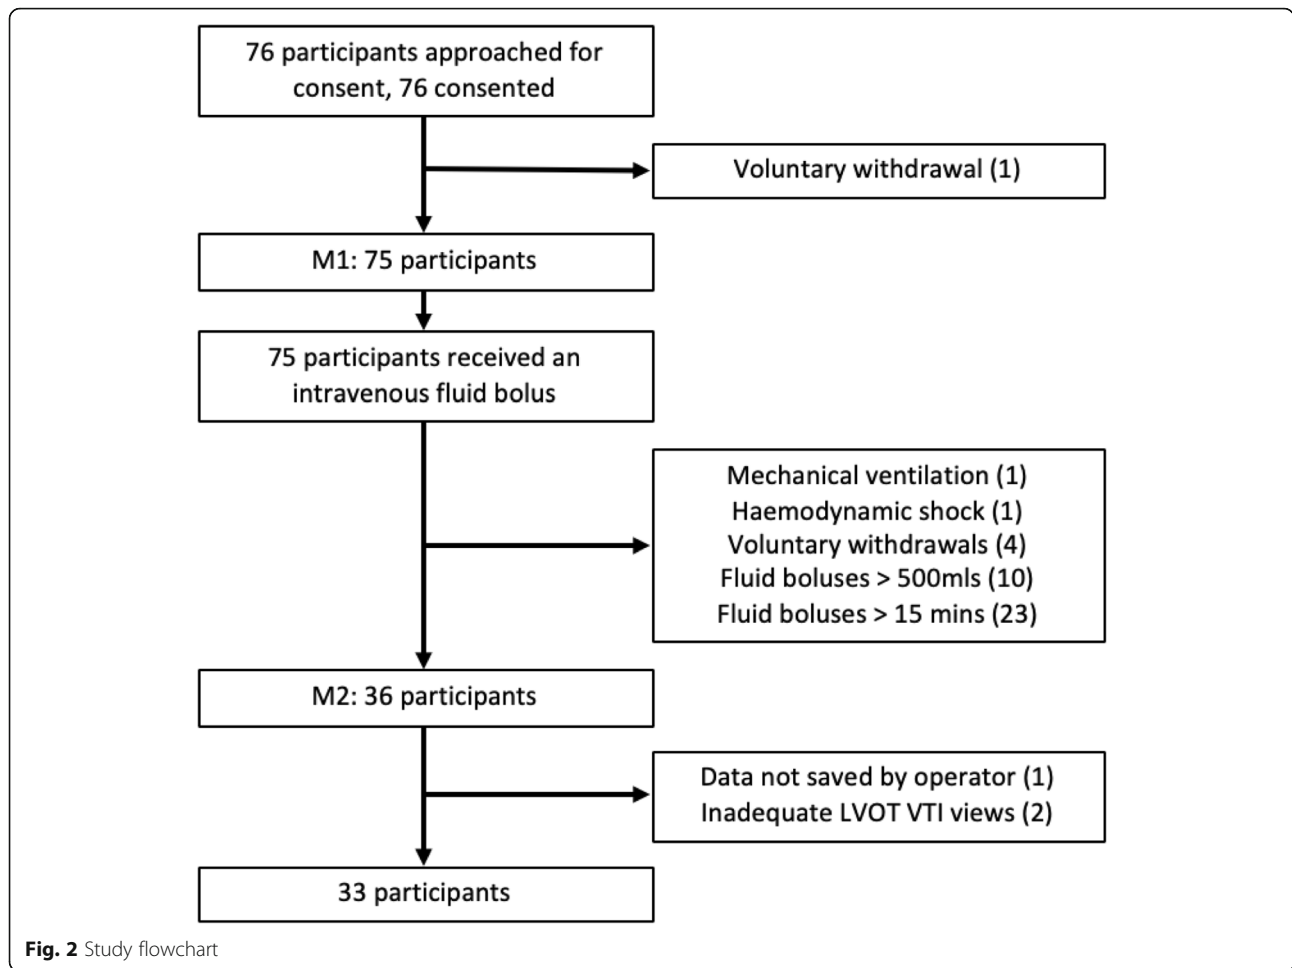 76 participants approached for
consent, 76 consented
Voluntary withdrawal (1)
M1: 75 participants
75 participants received an
intravenous fluid bolus
Mechanical ventilation (1)
Haemodynamic shock (1)
Voluntary withdrawals (4)
Fluid boluses > 500mls (10)
Fluid boluses > 15 mins (23)
M2: 36 participants
Data not saved by operator (1)
Inadequate LVOT VTI views (2)
33 participants
Fig. 2 Study flowchart